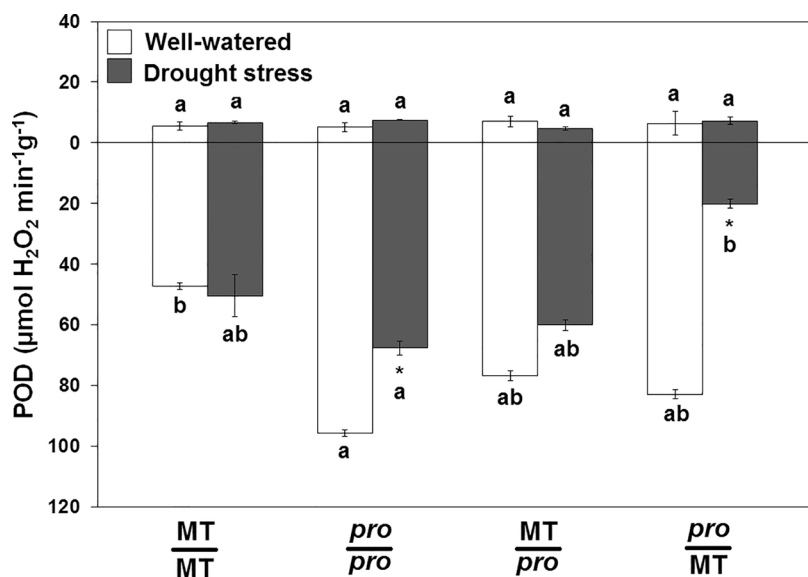 40
Well-watered
Drought stress
20
a a a a a a a a
0
20
*
b
40
b
ab
60
ab
*
a
80
ab
ab
100
a
120
POD (µmol H₂O₂ min⁻¹g⁻¹)
MT pro MT pro
MT pro pro MT